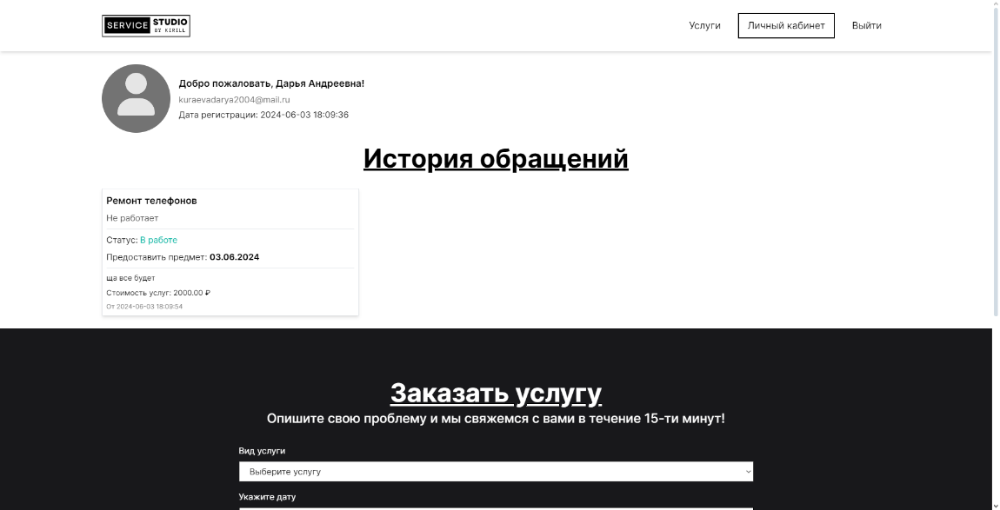 SERVICE STUDIO
BY KIRILL
Услуги
Личный кабинет
Выйти
Добро пожаловать, Дарья Андреевна!
kuraevadarya2004@mail.ru
Дата регистрации: 2024-06-03 18:09:36
История обращений
Ремонт телефонов
Не работает
Статус: В работе
Предоставить предмет: 03.06.2024
ща все будет
Стоимость услуг: 2000.00 ₽
От 2024-06-03 18:09:54
Заказать услугу
Опишите свою проблему и мы свяжемся с вами в течение 15-ти минут!
Вид услуги
Выберите услугу
Укажите дату